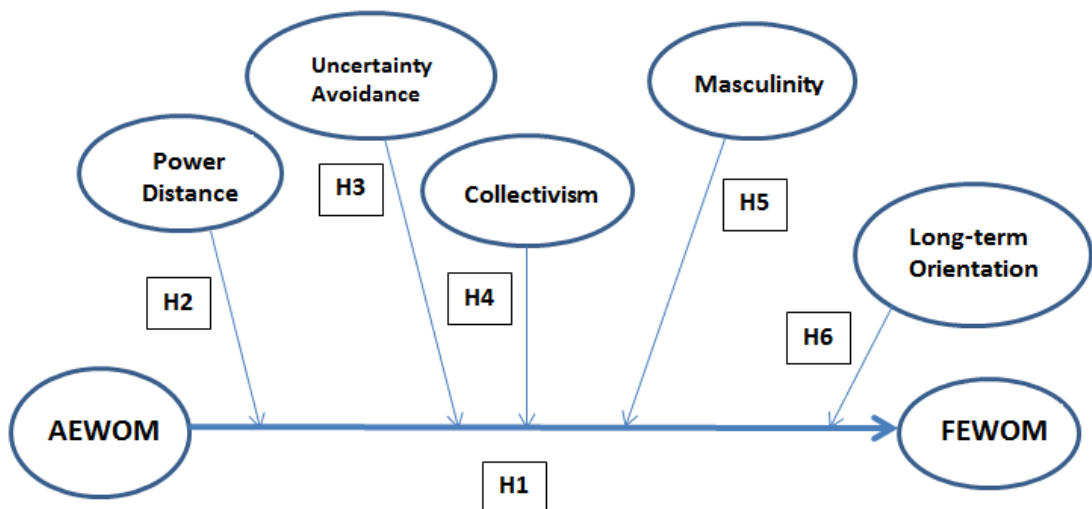 Uncertainty
Avoidance
Masculinity
Power
Distance
H3
Collectivism
H5
Long-term
Orientation
H2
H4
H6
AEWOM
FEWOM
H1